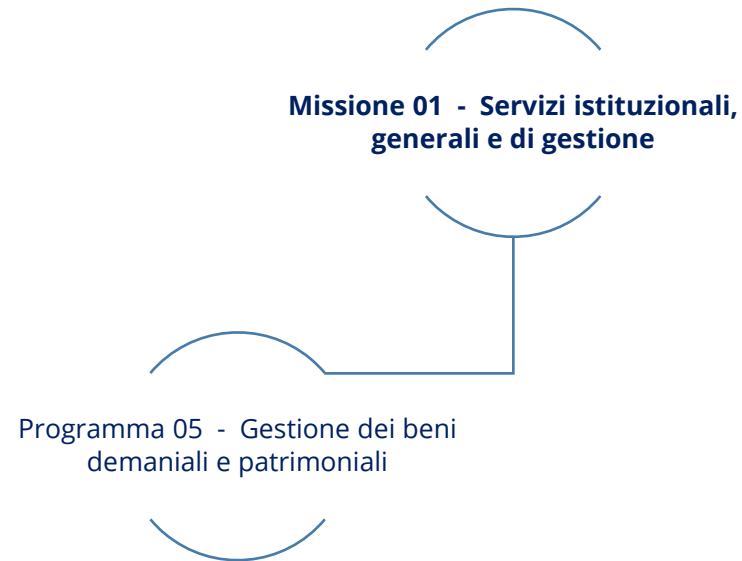 Missione 01 - Servizi istituzionali,
generali e di gestione
Programma 05 - Gestione dei beni
demaniali e patrimoniali